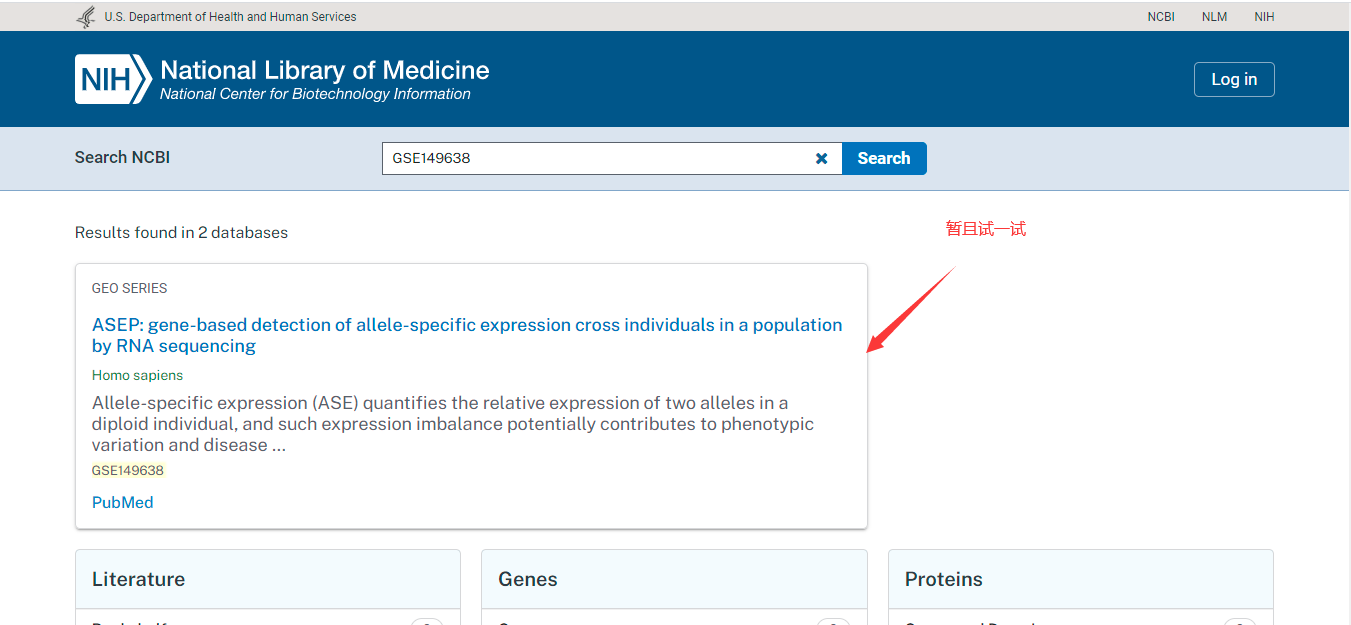 U.S. Department of Health and Human Services
NCBI NLM NIH
NIH National Library of Medicine
National Center for Biotechnology Information
Log in
Search NCBI
GSE149638
Search
Results found in 2 databases
暂且试一试
GEO SERIES
ASEP: gene-based detection of allele-specific expression cross individuals in a population
by RNA sequencing
Homo sapiens
Allele-specific expression (ASE) quantifies the relative expression of two alleles in a
diploid individual, and such expression imbalance potentially contributes to phenotypic
variation and disease ...
GSE149638
PubMed
Literature
Genes
Proteins